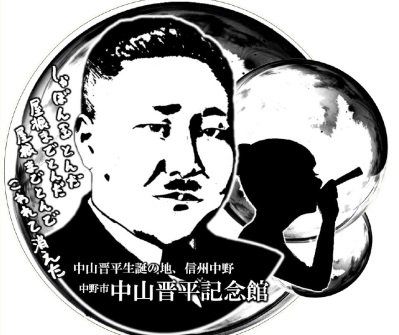 しゃぼん玉とんだ
屋根までとんだ
屋根までとんで
こわれて消えた
中山晋平生誕の地、信州中野
中野市 中山晋平記念館